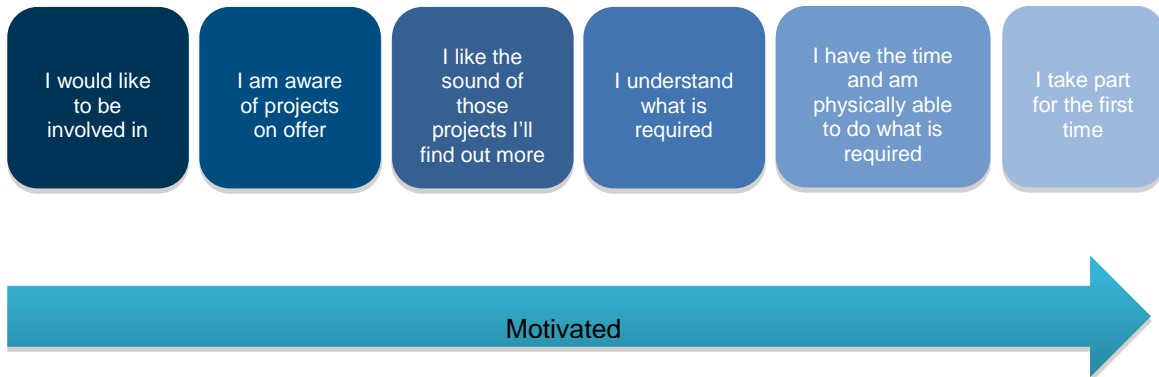 I would like
to be
involved in
I am aware
of projects
on offer
I like the
sound of
those
projects I'll
find out more
I understand
what is
required
I have the time
and am
physically able
to do what is
required
I take part
for the first
time
Motivated